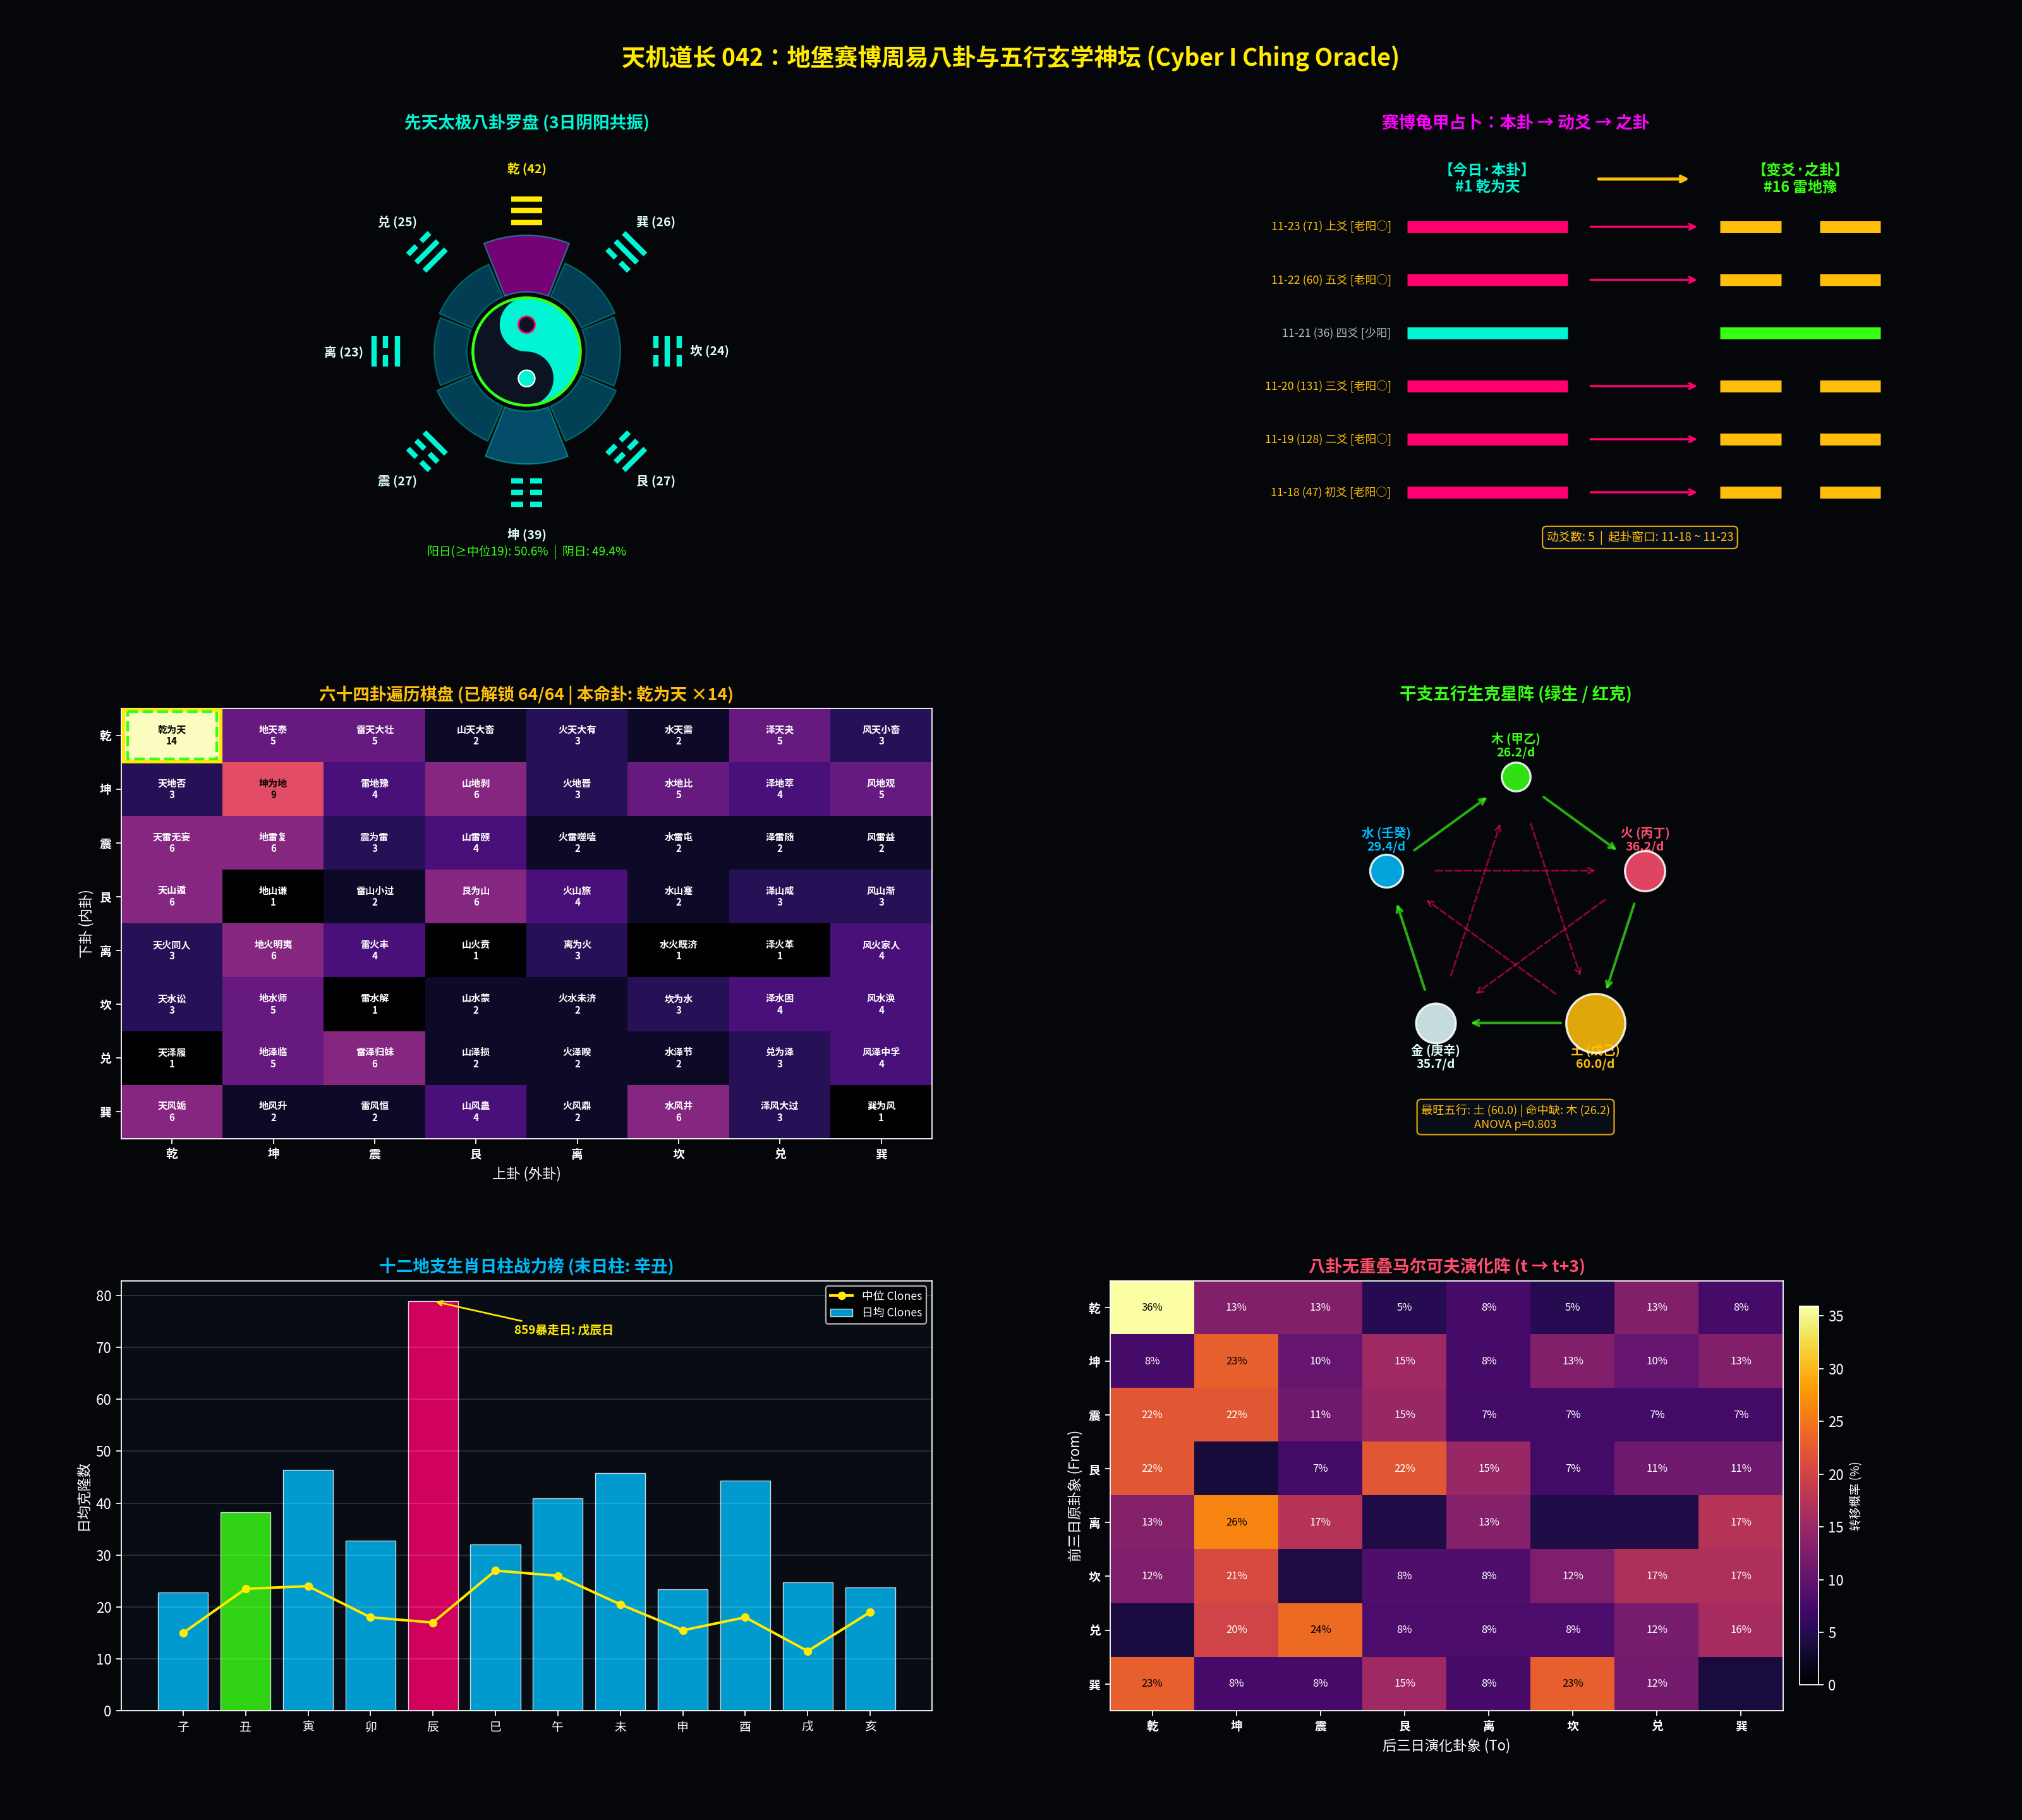 天机道长 042：地堡赛博周易八卦与五行玄学神坛 (Cyber I Ching Oracle)
先天太极八卦罗盘 (3日阴阳共振)
乾 (42)
兑 (25)
巽 (26)
离 (23)
坎 (24)
震 (27)
艮 (27)
坤 (39)
阳日(≥中位19): 50.6% | 阴日: 49.4%
赛博龟甲占卜：本卦 → 动爻 → 之卦
【今日·本卦】
#1 乾为天
【变爻·之卦】
#16 雷地豫
11-23 (71) 上爻 [老阳○]
11-22 (60) 五爻 [老阳○]
11-21 (36) 四爻 [少阳]
11-20 (131) 三爻 [老阳○]
11-19 (128) 二爻 [老阳○]
11-18 (47) 初爻 [老阳○]
动爻数: 5 | 起卦窗口: 11-18 ~ 11-23
六十四卦遍历棋盘 (已解锁 64/64 | 本命卦: 乾为天 ×14)
下卦 (内卦)
乾 乾为天 14 地天泰 5 雷天大壮 5 山天大畜 2 火天大有 3 水天需 2 泽天夬 5 风天小畜 3
坤 天地否 3 坤为地 9 雷地豫 4 山地剥 6 火地晋 3 水地比 5 泽地萃 4 风地观 5
震 天雷无妄 6 地雷复 6 震为雷 3 山雷颐 4 火雷噬嗑 2 水雷屯 2 泽雷随 2 风雷益 2
艮 天山遁 6 地山谦 1 雷山小过 2 艮为山 6 火山旅 4 水山蹇 2 泽山咸 3 风山渐 3
离 天火同人 3 地火明夷 6 雷火丰 4 山火贲 1 离为火 3 水火既济 1 泽火革 1 风火家人 4
坎 天水讼 3 地水师 5 雷水解 1 山水蒙 2 火水未济 2 坎为水 3 泽水困 4 风水涣 4
兑 天泽履 1 地泽临 5 雷泽归妹 6 山泽损 2 火泽睽 2 水泽节 2 兑为泽 3 风泽中孚 4
巽 天风姤 6 地风升 2 雷风恒 2 山风蛊 4 火风鼎 2 水风井 6 泽风大过 3 巽为风 1
乾 坤 震 艮 离 坎 兑 巽
上卦 (外卦)
干支五行生克星阵 (绿生 / 红克)
木 (甲乙)
26.2/d
水 (壬癸)
29.4/d
火 (丙丁)
36.2/d
金 (庚辛)
35.7/d
土 (戊己)
60.0/d
最旺五行: 土 (60.0) | 命中缺: 木 (26.2)
ANOVA p=0.803
十二地支生肖日柱战力榜 (末日柱: 辛丑)
日均克隆数
80
70
60
50
40
30
20
10
0
中位 Clones
日均 Clones
859暴走日: 戊辰日
子 丑 寅 卯 辰 巳 午 未 申 酉 戌 亥
八卦无重叠马尔可夫演化阵 (t → t+3)
前三日原卦象 (From)
乾 36% 13% 13% 5% 8% 5% 13% 8%
坤 8% 23% 10% 15% 8% 13% 10% 13%
震 22% 22% 11% 15% 7% 7% 7% 7%
艮 22% 7% 22% 15% 7% 11% 11%
离 13% 26% 17% 13% 17%
坎 12% 21% 8% 8% 12% 17% 17%
兑 20% 24% 8% 8% 8% 12% 16%
巽 23% 8% 8% 15% 8% 23% 12%
乾 坤 震 艮 离 坎 兑 巽
后三日演化卦象 (To)
35
30
25
20
15
10
5
0
转移概率 (%)